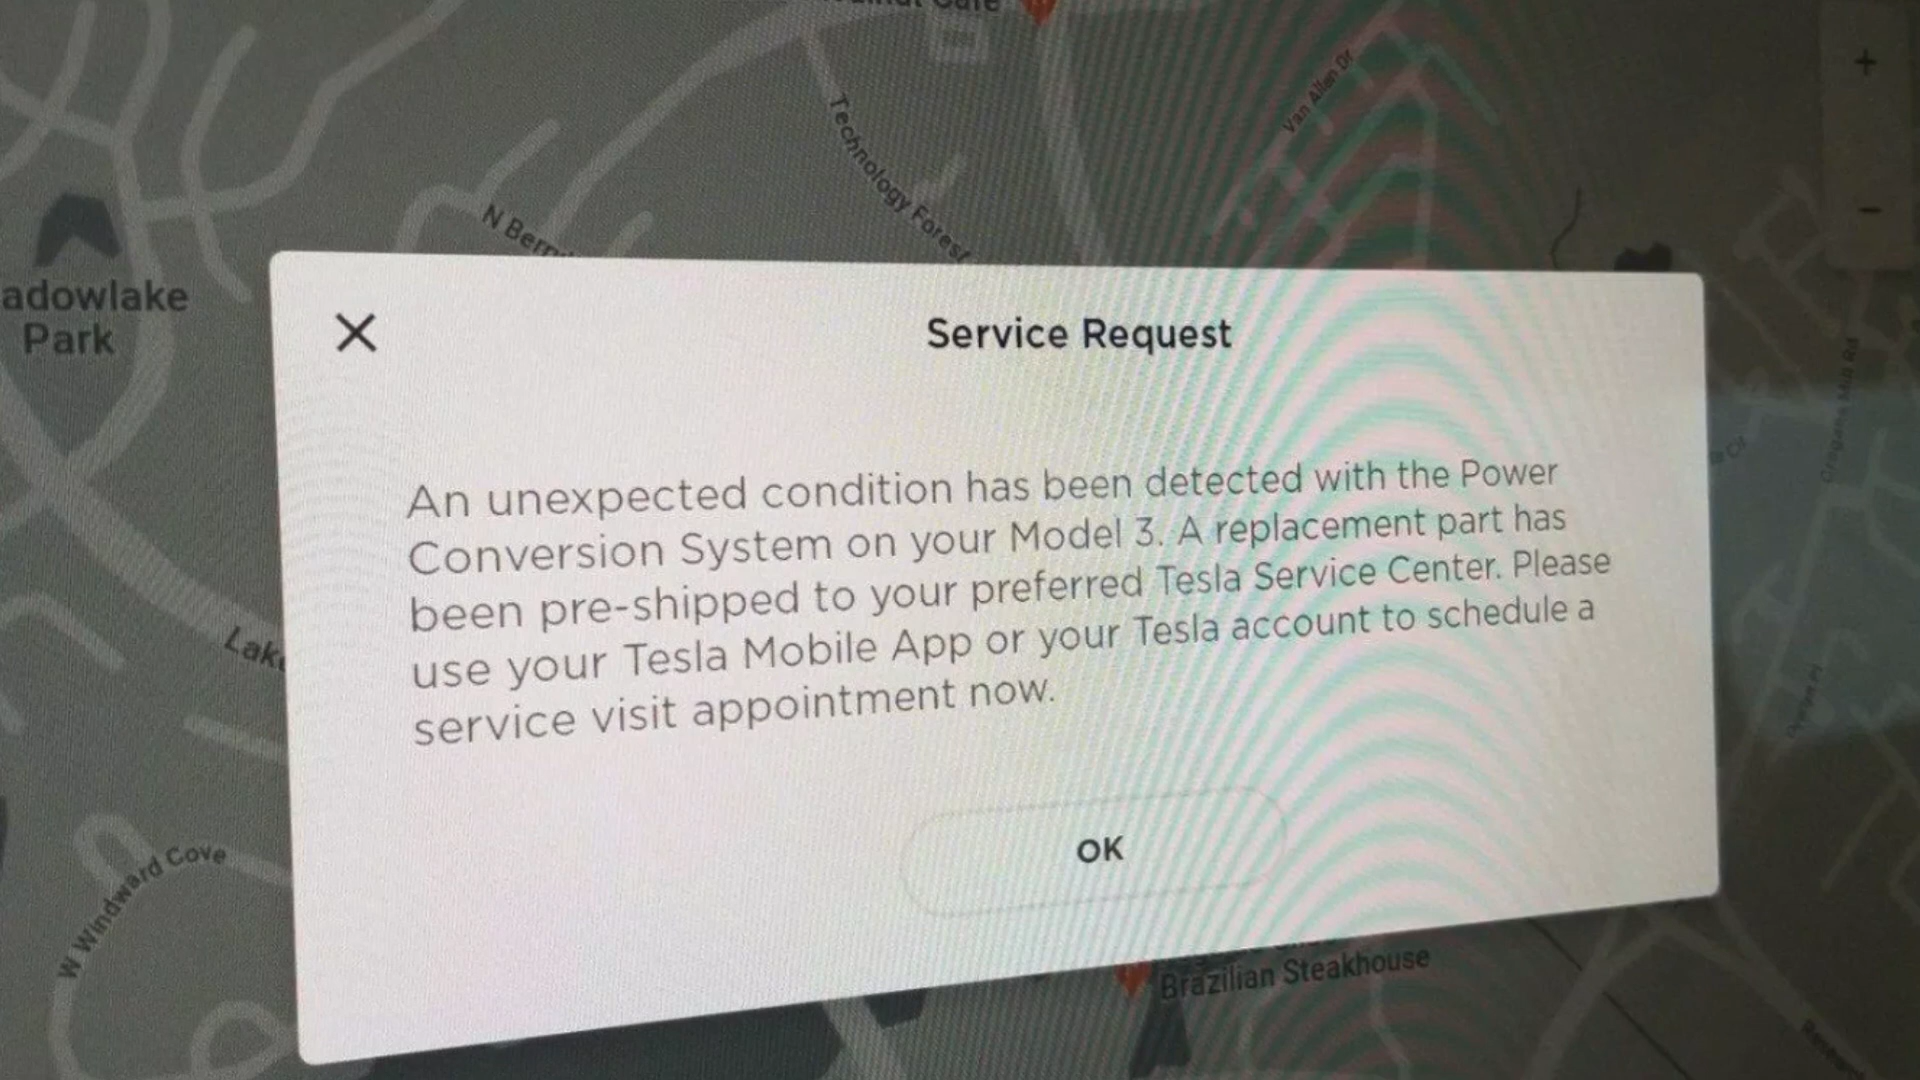 Technology Forest
Van Allen Dr
+
-
adowlake
Park
Service Request
An unexpected condition has been detected with the Power
Conversion System on your Model 3. A replacement part has
been pre-shipped to your preferred Tesla Service Center. Please
use your Tesla Mobile App or your Tesla account to schedule a
service visit appointment now.
OK
W Windward Cove
Brazilian Steakhouse